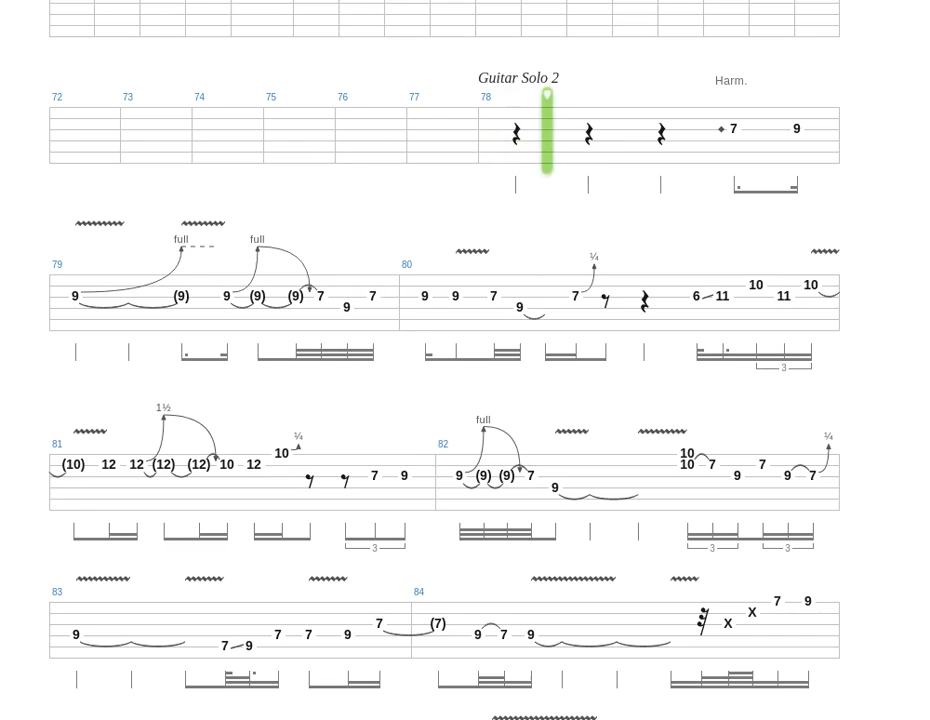 Guitar Solo 2
Harm.
72 73 74 75 76 77 78
7 9
full full
79 80 ¼
9 (9) 9 (9) (9) 7 9 7 9 9 7 9 7 6 11 10 11 10
3
1½ full
81 ¼ 82 ¼
(10) 12 12 (12) (12) 10 12 10 7 9 9 (9) (9) 7 9 10 10 7 9 7 9 7
3 3 3
83 84
9 7 9 7 7 9 7 (7) 9 7 9 X X 7 9